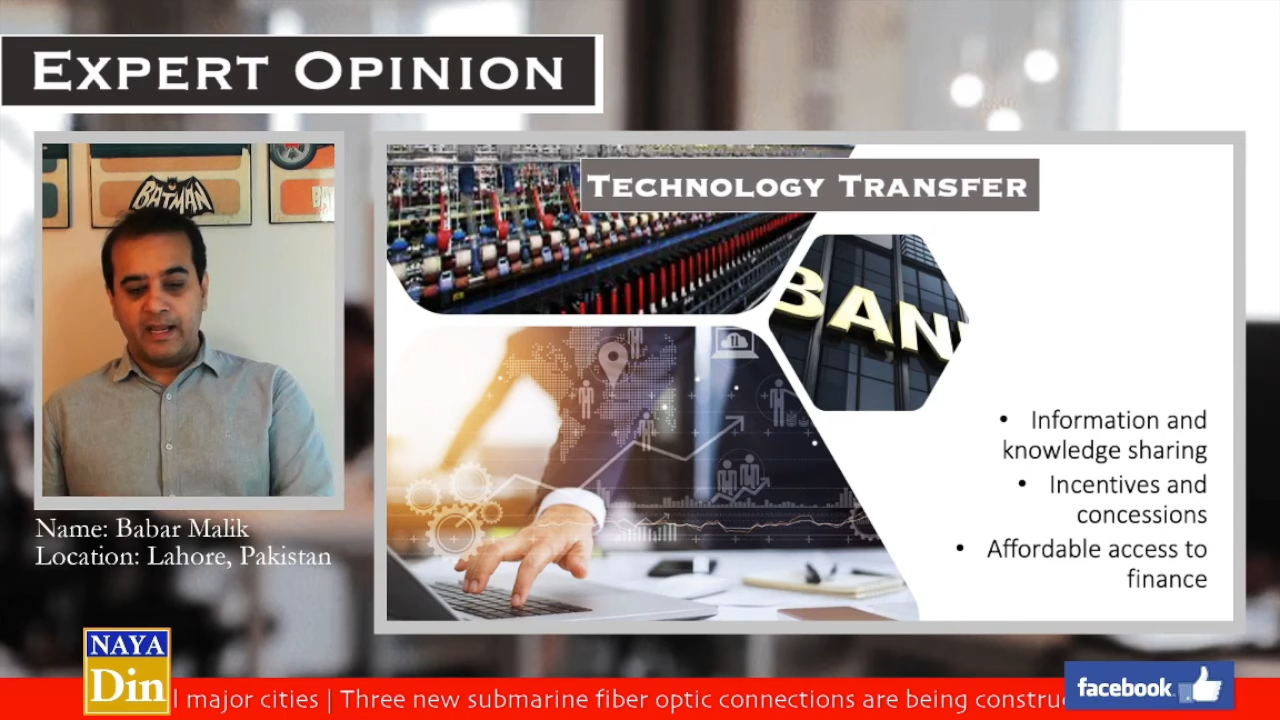 EXPERT OPINION
BATMAN
TECHNOLOGY TRANSFER
BAN
• Information and
knowledge sharing
• Incentives and
concessions
• Affordable access to
finance
Name: Babar Malik
Location: Lahore, Pakistan
NAYA
Din
major cities | Three new submarine fiber optic connections are being constru
facebook